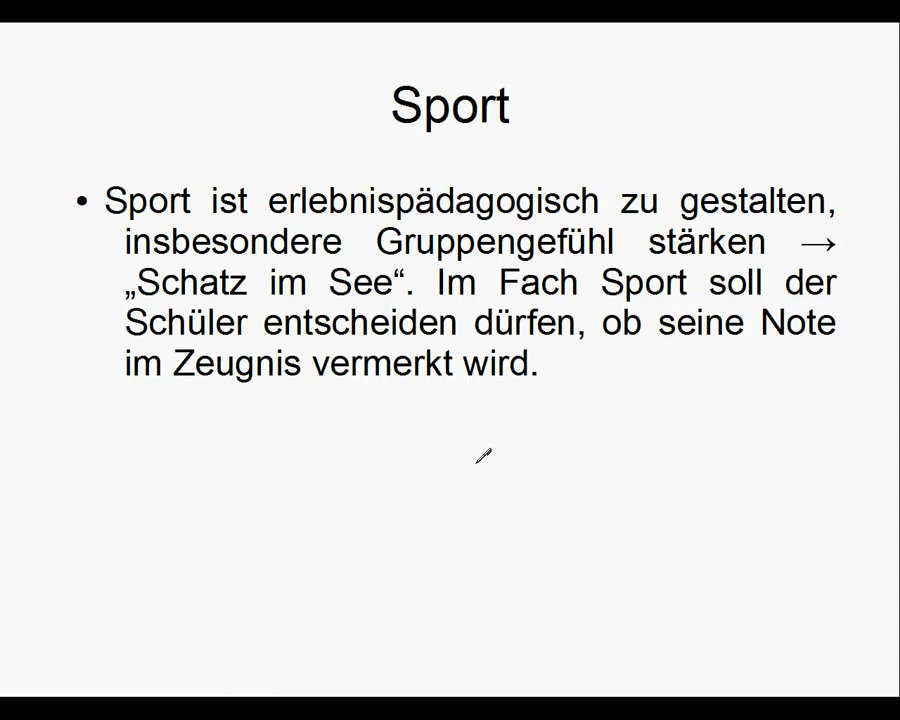 Sport
• Sport ist erlebnispädagogisch zu gestalten,
insbesondere Gruppengefühl stärken →
„Schatz im See“. Im Fach Sport soll der
Schüler entscheiden dürfen, ob seine Note
im Zeugnis vermerkt wird.